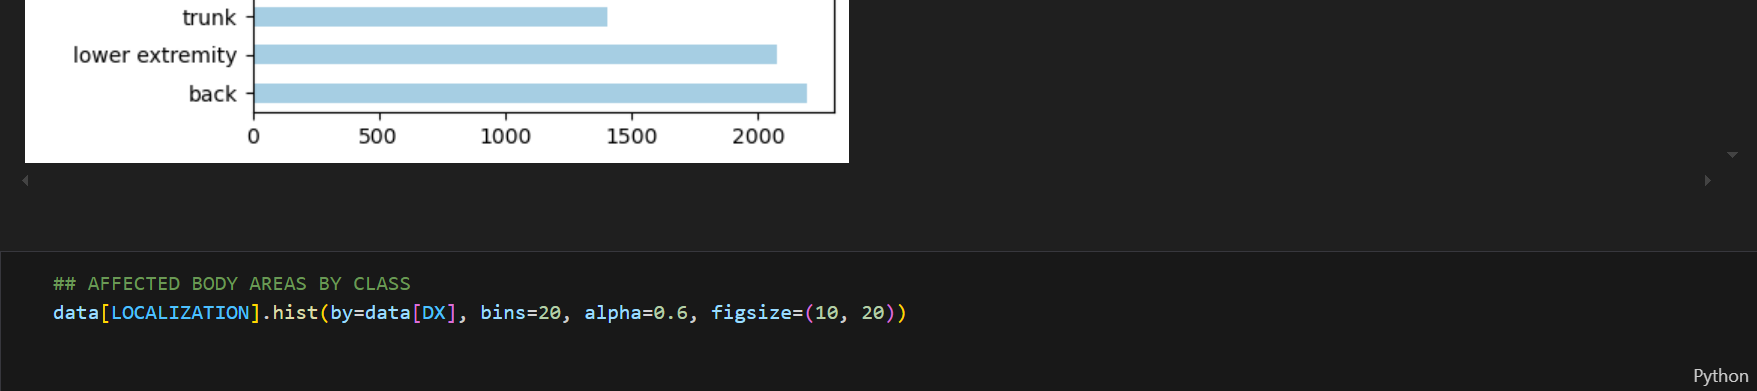 trunk
lower extremity
back
0 500 1000 1500 2000
## AFFECTED BODY AREAS BY CLASS
data[LOCALIZATION].hist(by=data[DX], bins=20, alpha=0.6, figsize=(10, 20))
Python